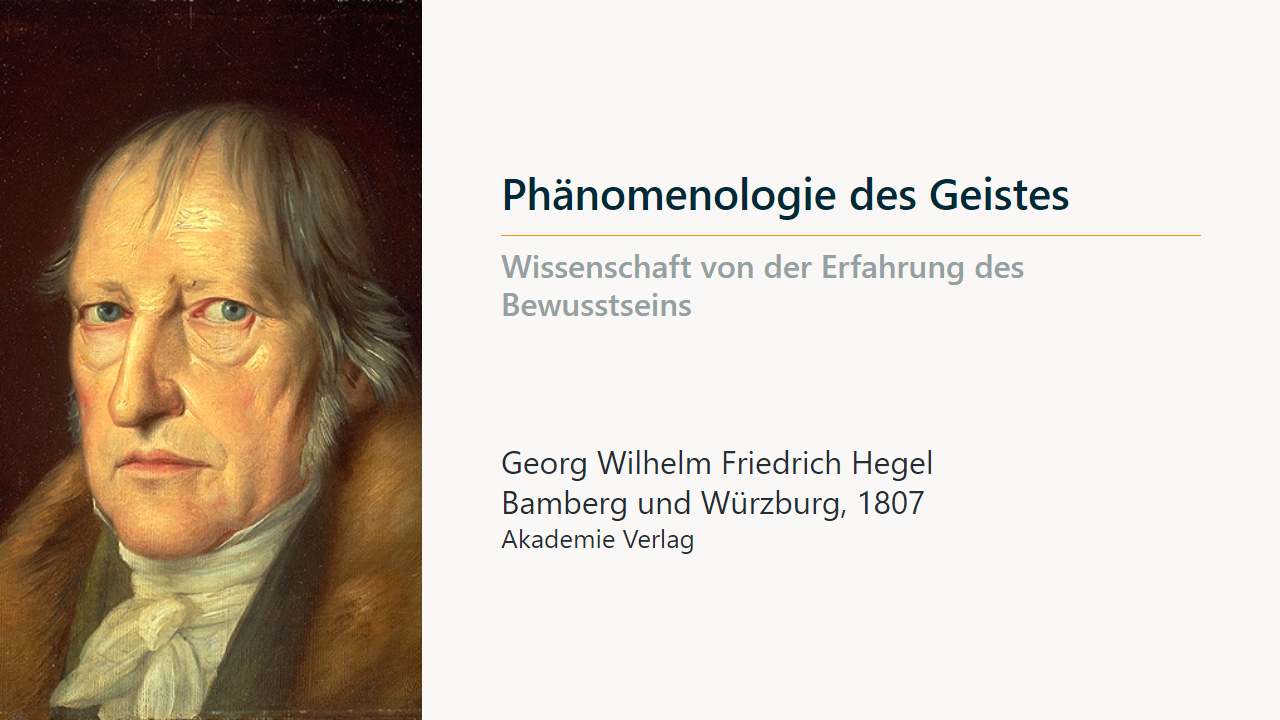 Phänomenologie des Geistes
Wissenschaft von der Erfahrung des
Bewusstseins
Georg Wilhelm Friedrich Hegel
Bamberg und Würzburg, 1807
Akademie Verlag